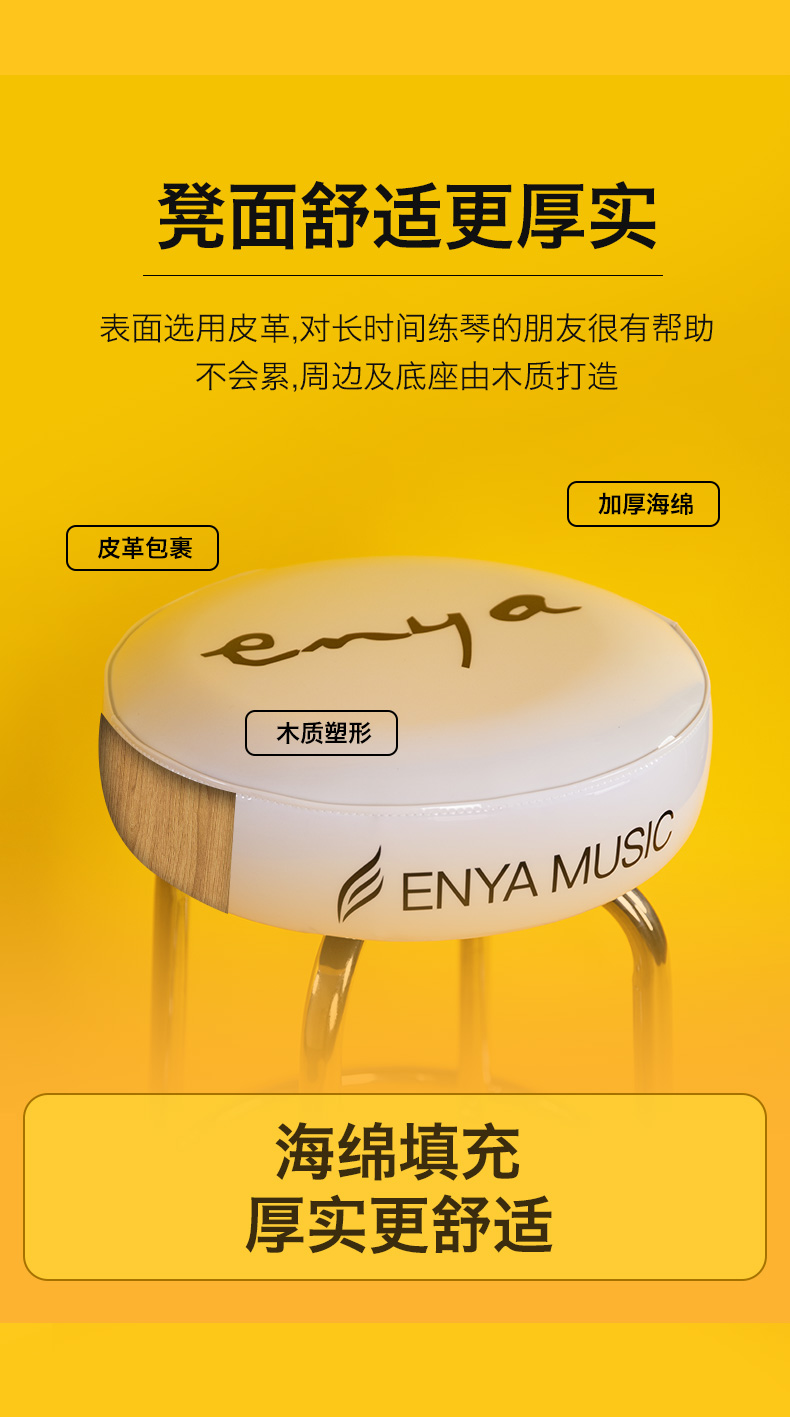 凳面舒适更厚实
表面选用皮革,对长时间练琴的朋友很有帮助
不会累,周边及底座由木质打造
加厚海绵
皮革包裹
enya
木质塑形
ENYA MUSIC
海绵填充
厚实更舒适